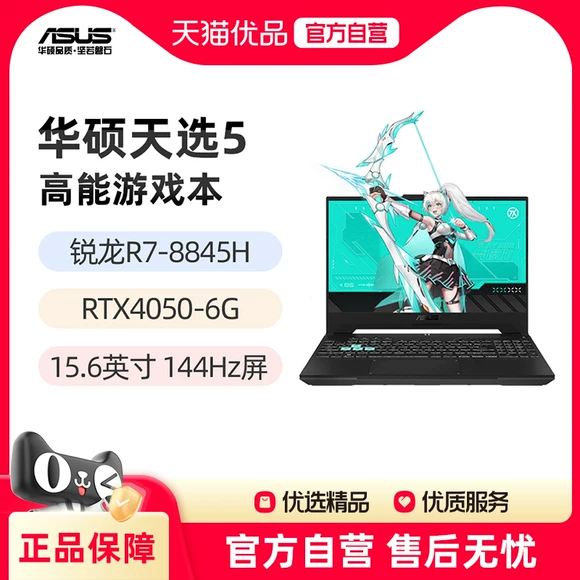 ASUS
华硕品质·坚若磐石
天猫优品
官方自营
华硕天选5
高能游戏本
锐龙R7-8845H
RTX4050-6G
15.6英寸 144Hz屏
优选精品
优质服务
正品保障
官方自营 售后无忧